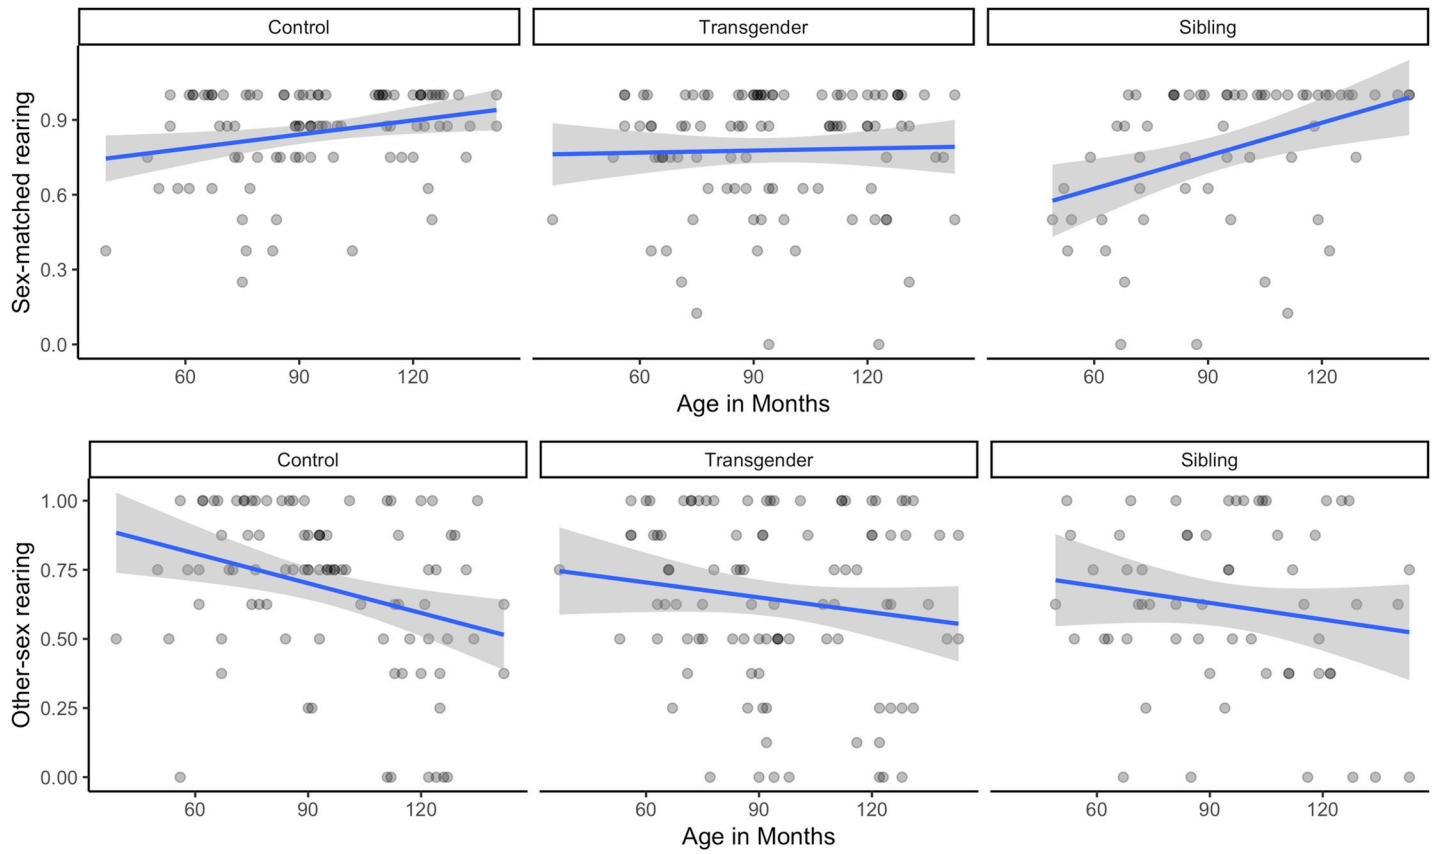 Control Transgender Sibling
Sex-matched rearing
0.9
0.6
0.3
0.0
60 90 120 60 90 120 60 90 120
Age in Months
Control Transgender Sibling
Other-sex rearing
1.00
0.75
0.50
0.25
0.00
60 90 120 60 90 120 60 90 120
Age in Months